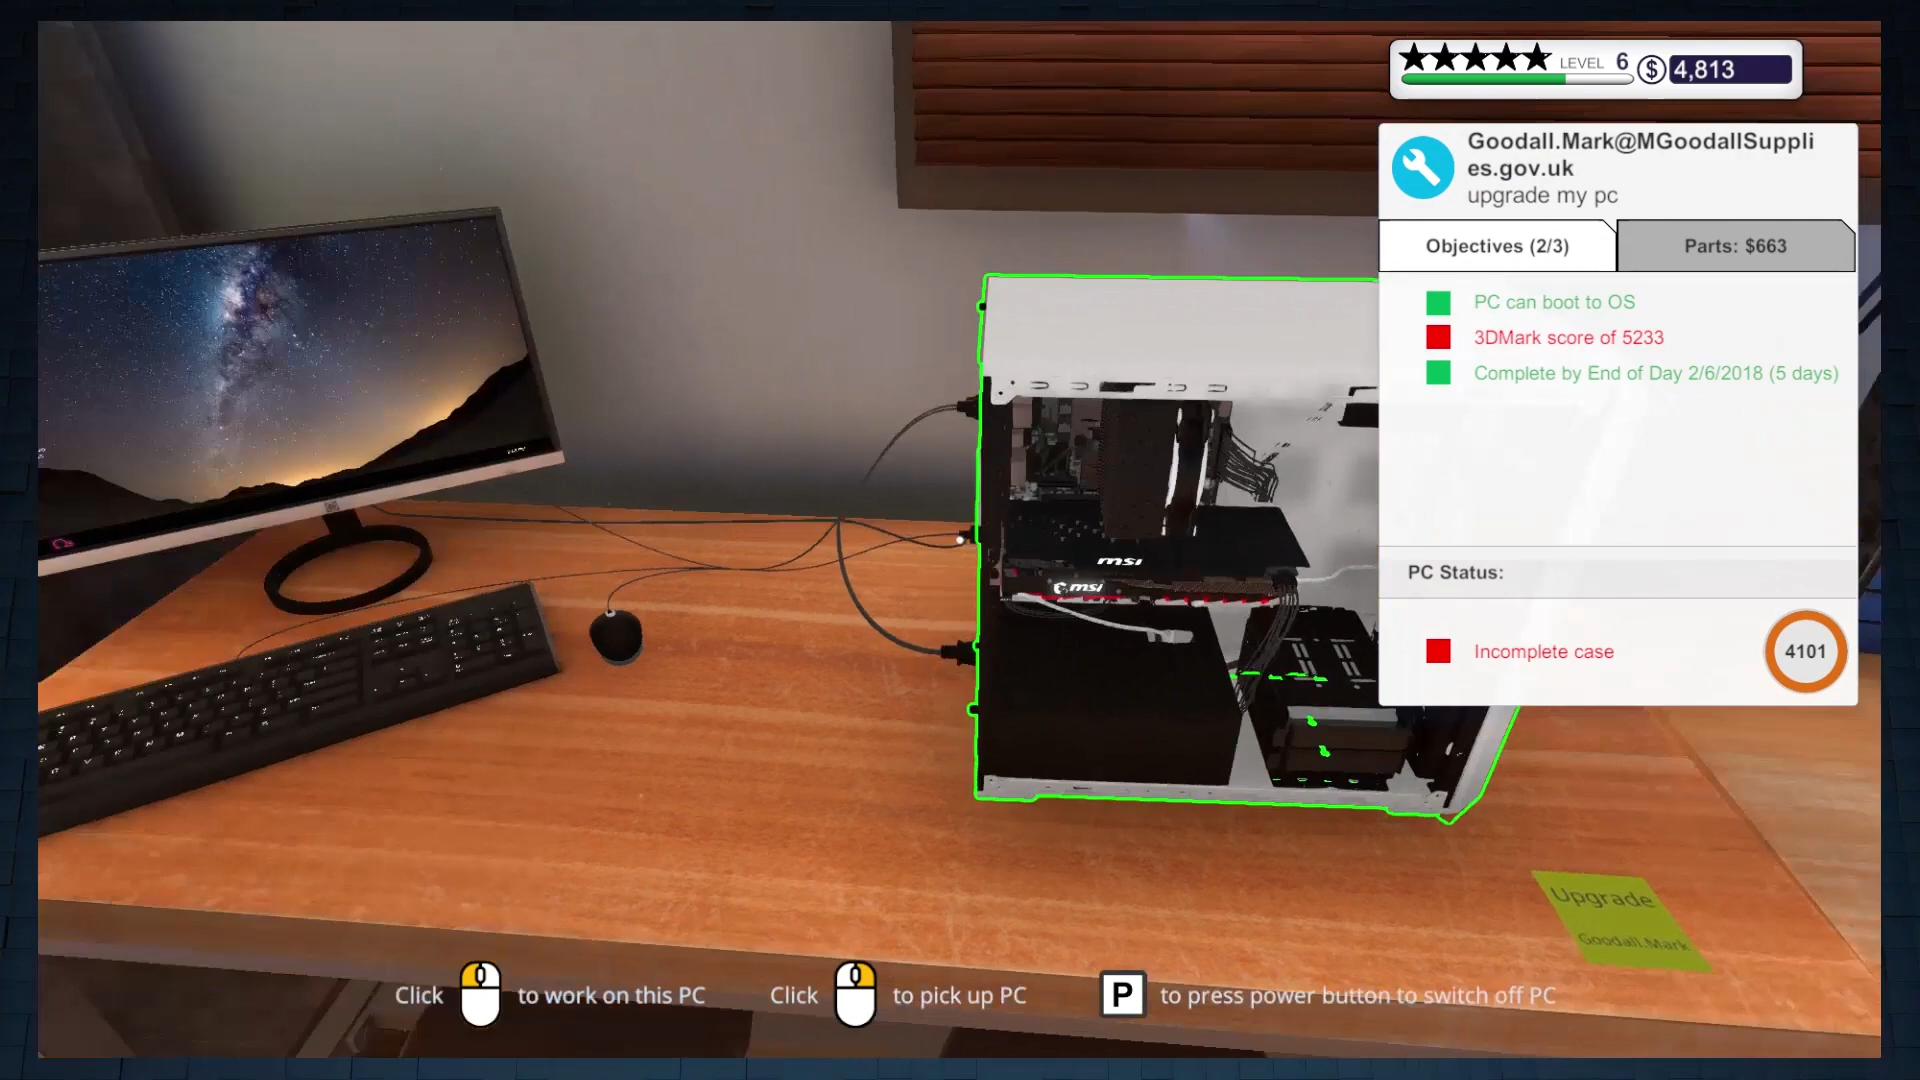 LEVEL 6 $ 4,813
Goodall.Mark@MGoodallSuppli
es.gov.uk
upgrade my pc
Objectives (2/3)
Parts: $663
PC can boot to OS
3DMark score of 5233
Complete by End of Day 2/6/2018 (5 days)
PC Status:
Incomplete case
4101
msi
msi
Upgrade
Goodall.Mark
Click to work on this PC
Click to pick up PC
P to press power button to switch off PC